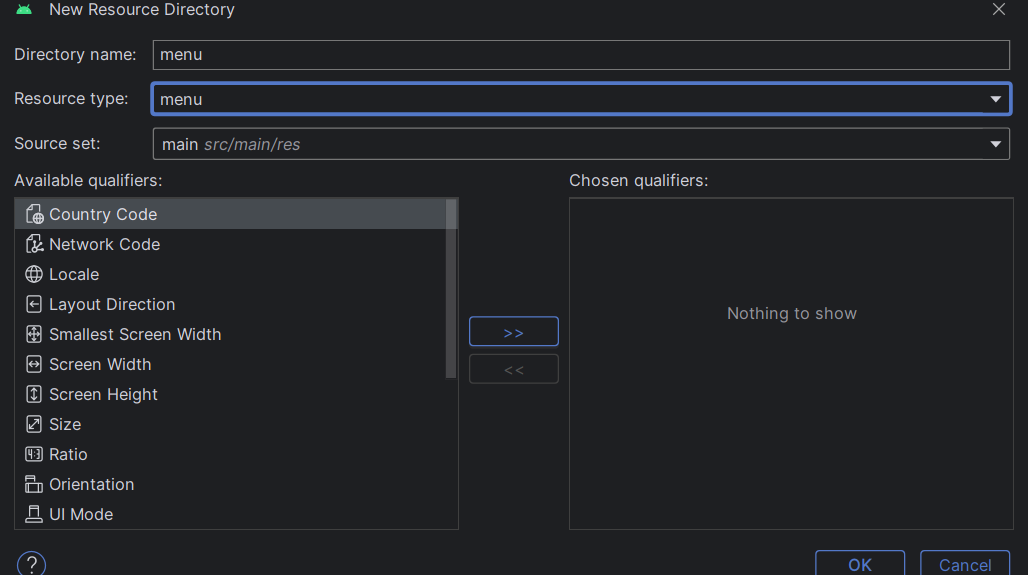 New Resource Directory
Directory name: menu
Resource type: menu
Source set: main src/main/res
Available qualifiers:
Chosen qualifiers:
Country Code
Network Code
Locale
Layout Direction
Smallest Screen Width
Screen Width
Screen Height
Size
4:3 Ratio
Orientation
UI Mode
>>
<<
Nothing to show
?
OK
Cancel